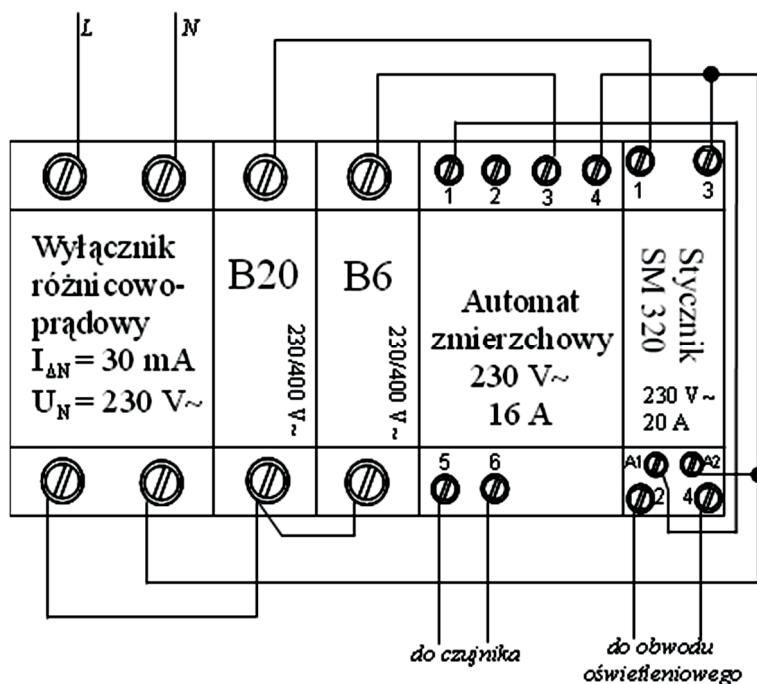 L N
1 2 3 4 1 3
Wyłącznik
różnicowo-
prądowy
I∆N = 30 mA
UN = 230 V~
B20
230/400 V~
B6
230/400 V~
Automat
zmierzchowy
230 V~
16 A
Stycznik
SM 320
230 V~
20 A
5 6
A1 A2
2 4
do czujnika
do obwodu
oświetleniowego